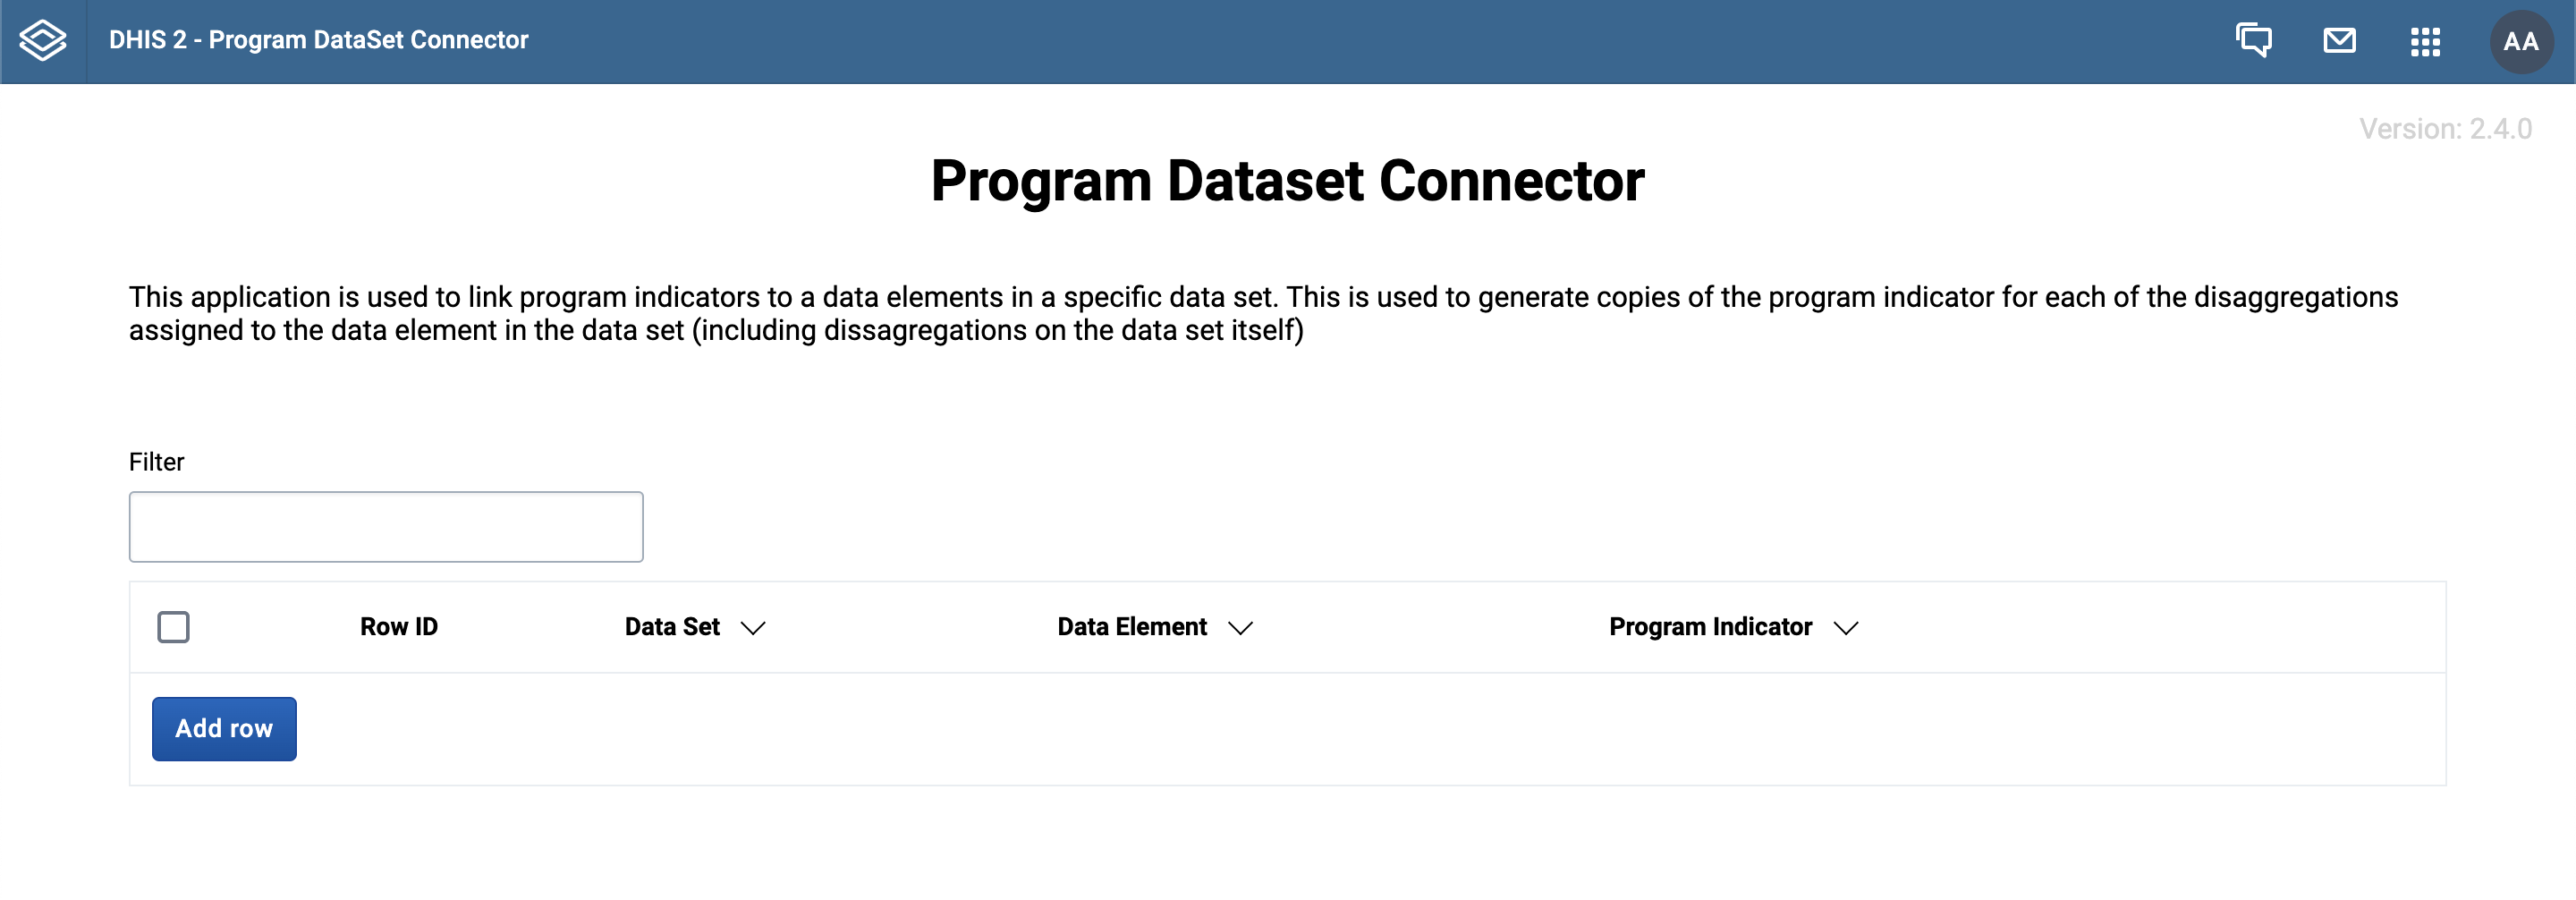 DHIS 2 - Program DataSet Connector
AA
Version: 2.4.0
Program Dataset Connector
This application is used to link program indicators to a data elements in a specific data set. This is used to generate copies of the program indicator for each of the disaggregations
assigned to the data element in the data set (including dissagregations on the data set itself)
Filter
Row ID Data Set Data Element Program Indicator
Add row